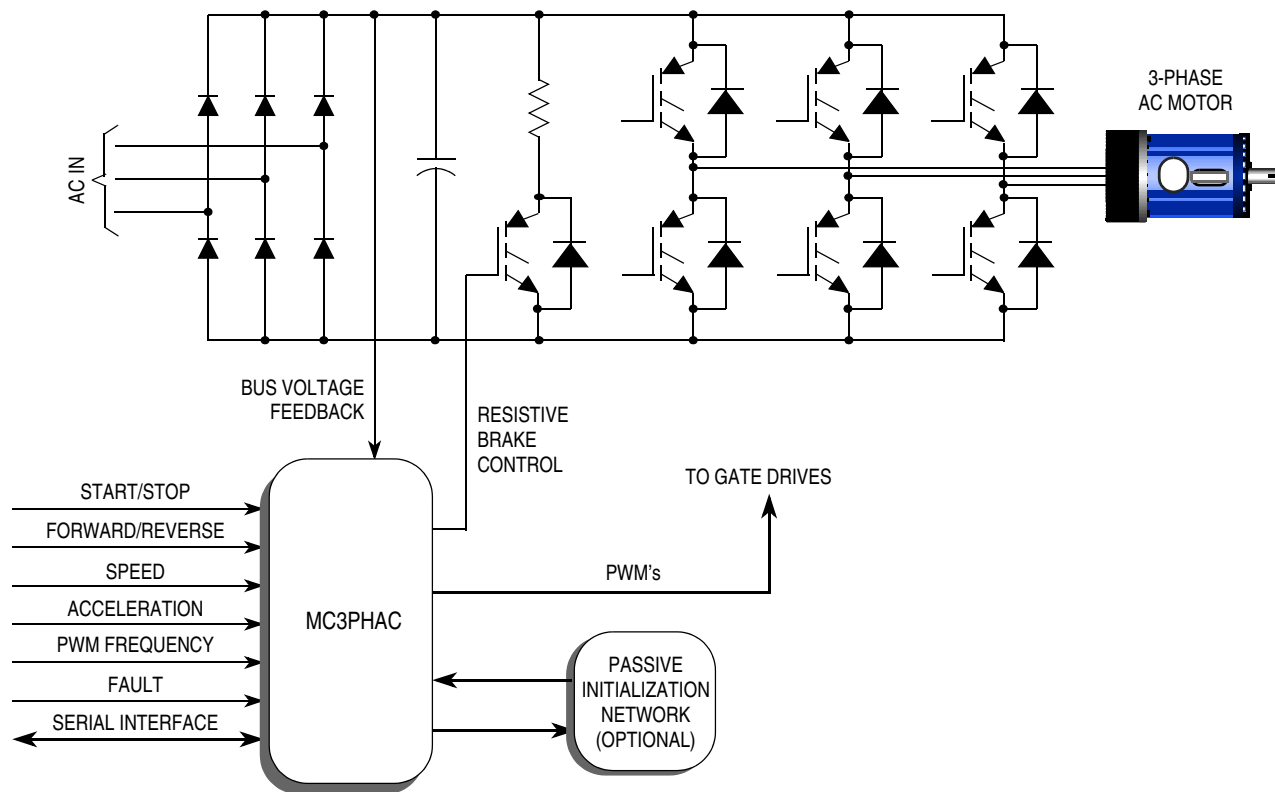 3-PHASE
AC MOTOR
AC IN
BUS VOLTAGE
FEEDBACK
RESISTIVE
BRAKE
CONTROL
TO GATE DRIVES
START/STOP
FORWARD/REVERSE
SPEED
ACCELERATION
PWM FREQUENCY
FAULT
SERIAL INTERFACE
MC3PHAC
PWM's
PASSIVE
INITIALIZATION
NETWORK
(OPTIONAL)